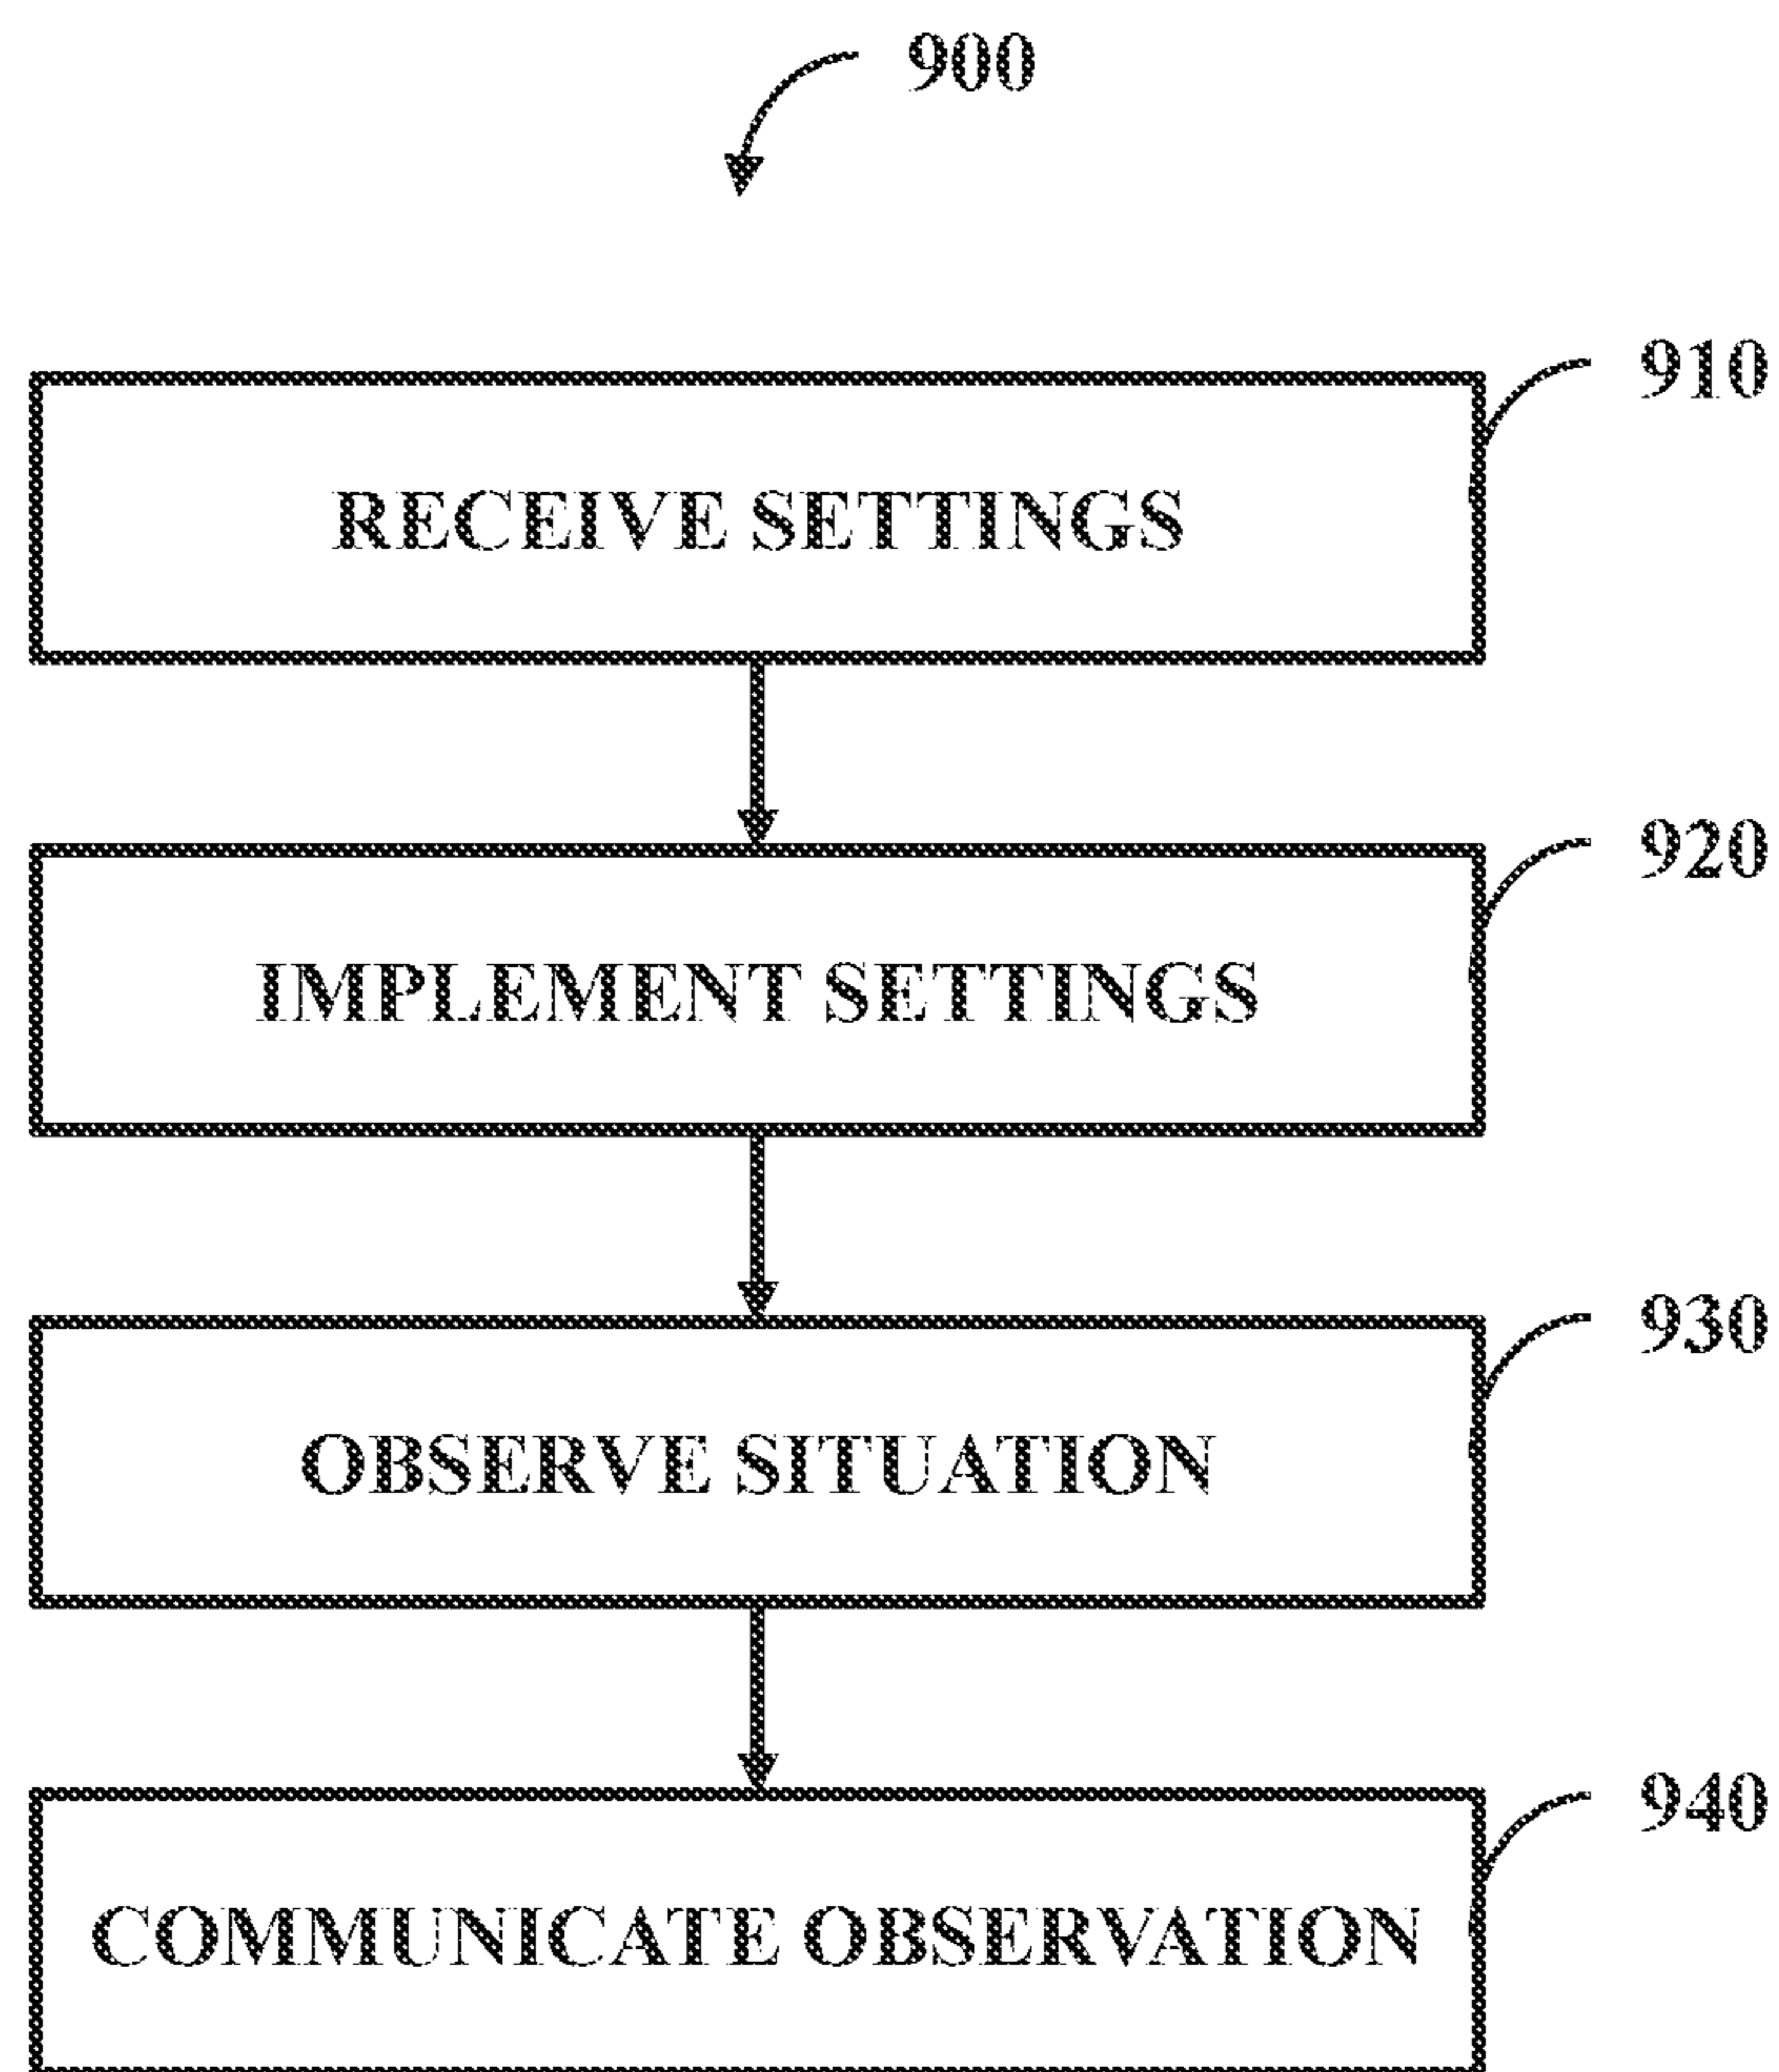 900
910
RECEIVE SETTINGS
920
IMPLEMENT SETTINGS
930
OBSERVE SITUATION
940
COMMUNICATE OBSERVATION